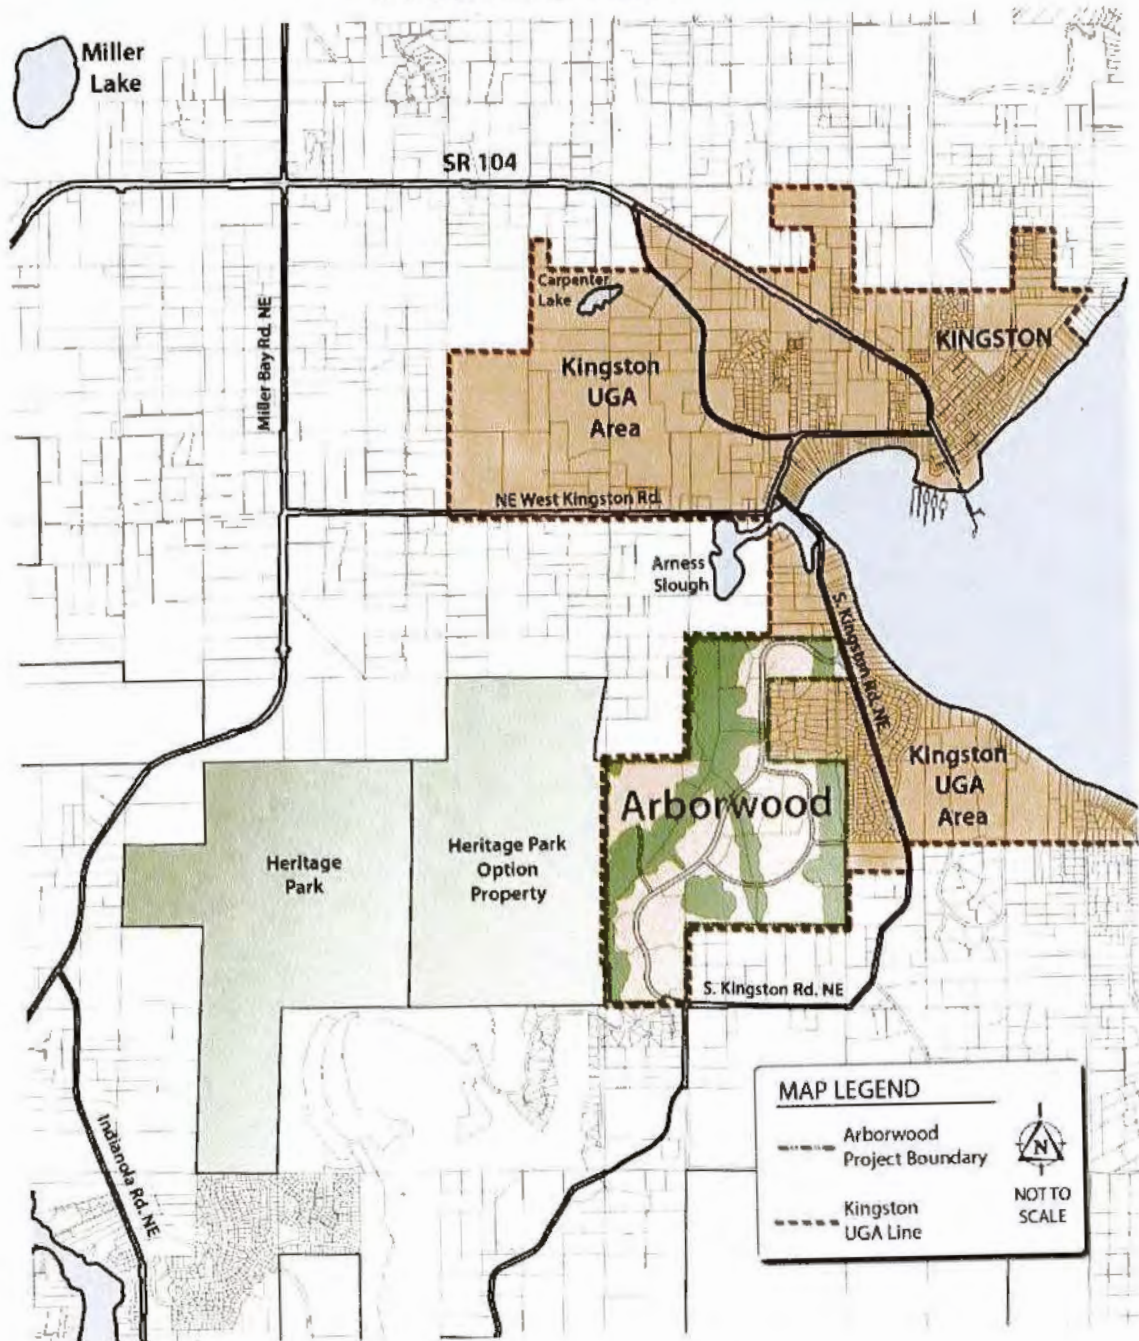 Miller
Lake
SR 104
Miller Bay Rd. NE
Carpenter
Lake
KINGSTON
Kingston
UGA
Area
NE West Kingston Rd.
Arness
Slough
S. Kingston Rd. NE
Kingston
UGA
Area
Arborwood
Heritage
Park
Heritage Park
Option
Property
S. Kingston Rd. NE
Indianola Rd. NE
MAP LEGEND
Arborwood
Project Boundary
Kingston
UGA Line
N
NOT TO
SCALE